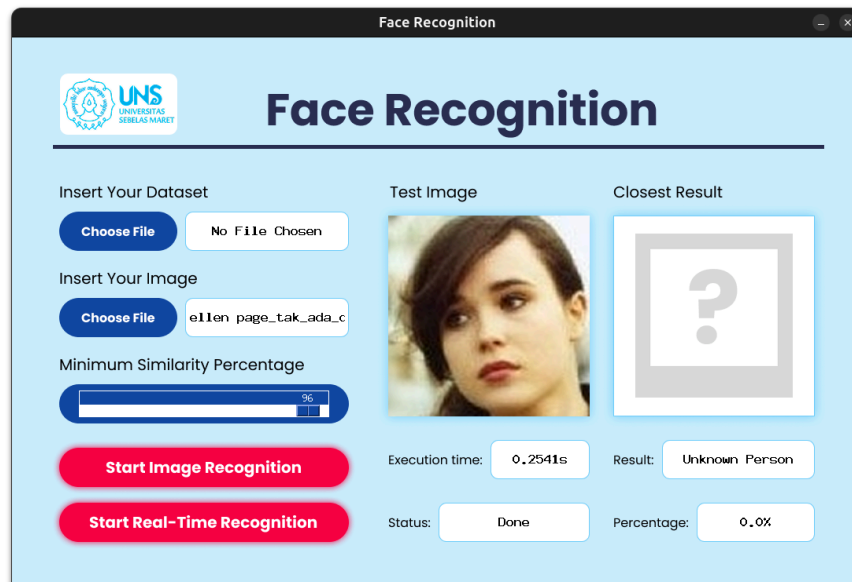 Face Recognition
UNS
UNIVERSITAS
SEBELAS MARET
Face Recognition
Insert Your Dataset
Choose File
No File Chosen
Insert Your Image
Choose File
ellen page_tak_ada_c
Minimum Similarity Percentage
96
Start Image Recognition
Start Real-Time Recognition
Test Image
Closest Result
?
Execution time:
0.2541s
Result:
Unknown Person
Status:
Done
Percentage:
0.0%